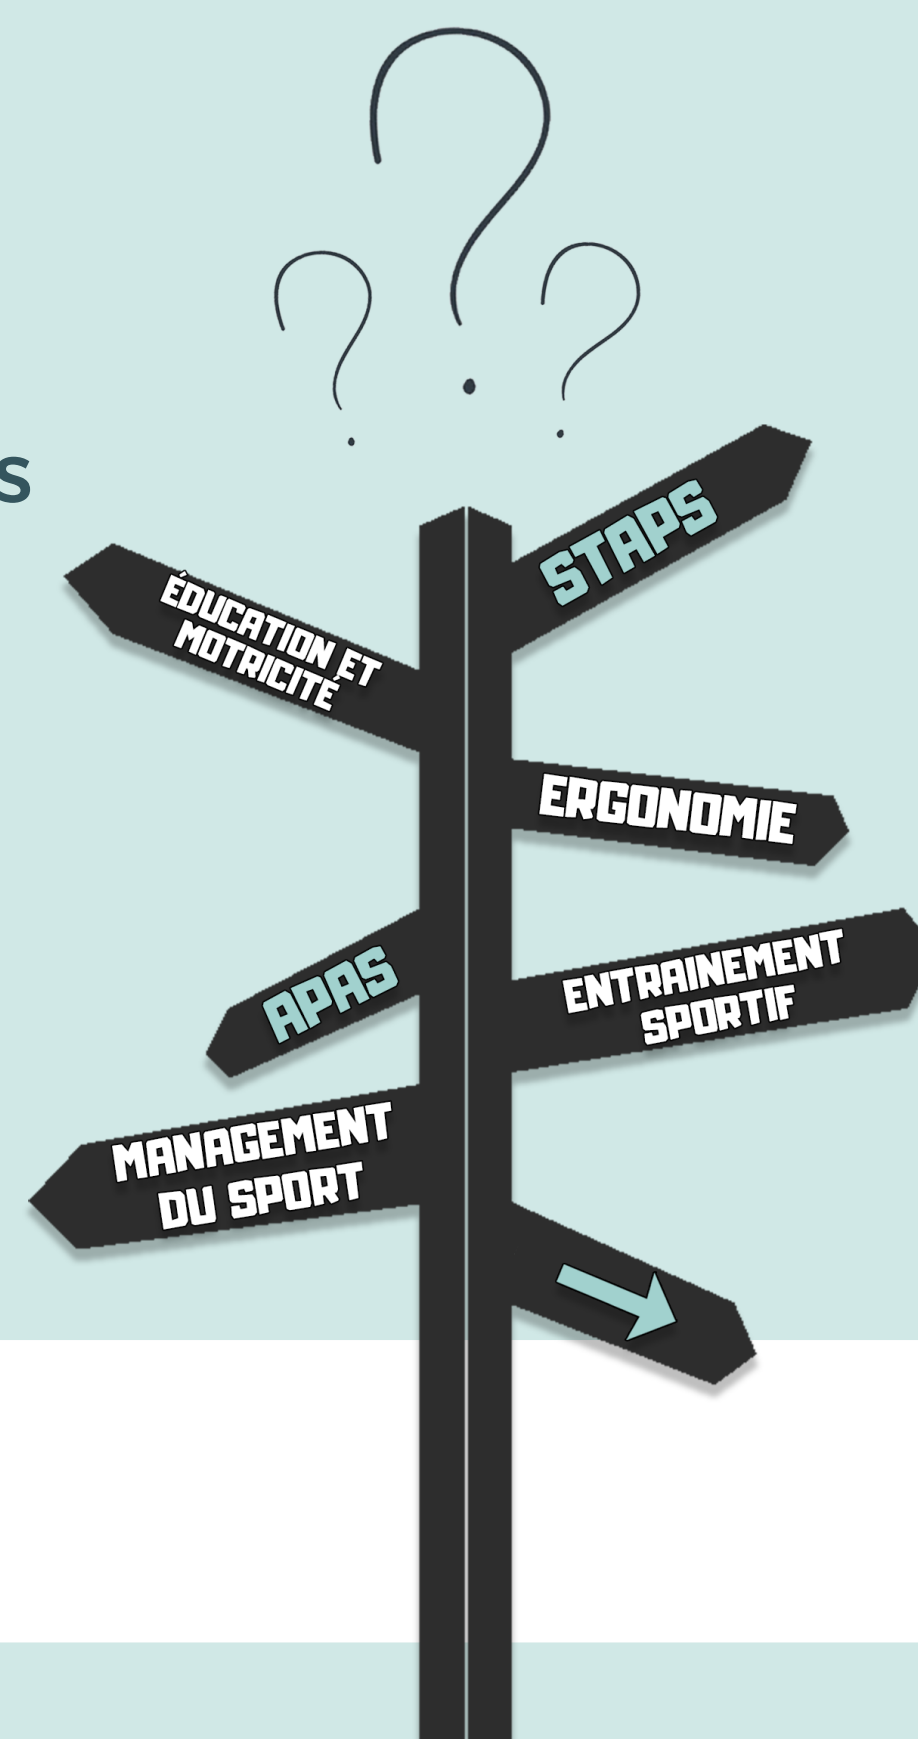 S
STAPS
ÉDUCATION ET
MOTRICITÉ
ERGONOMIE
APAS
ENTRAINEMENT
SPORTIF
MANAGEMENT
DU SPORT